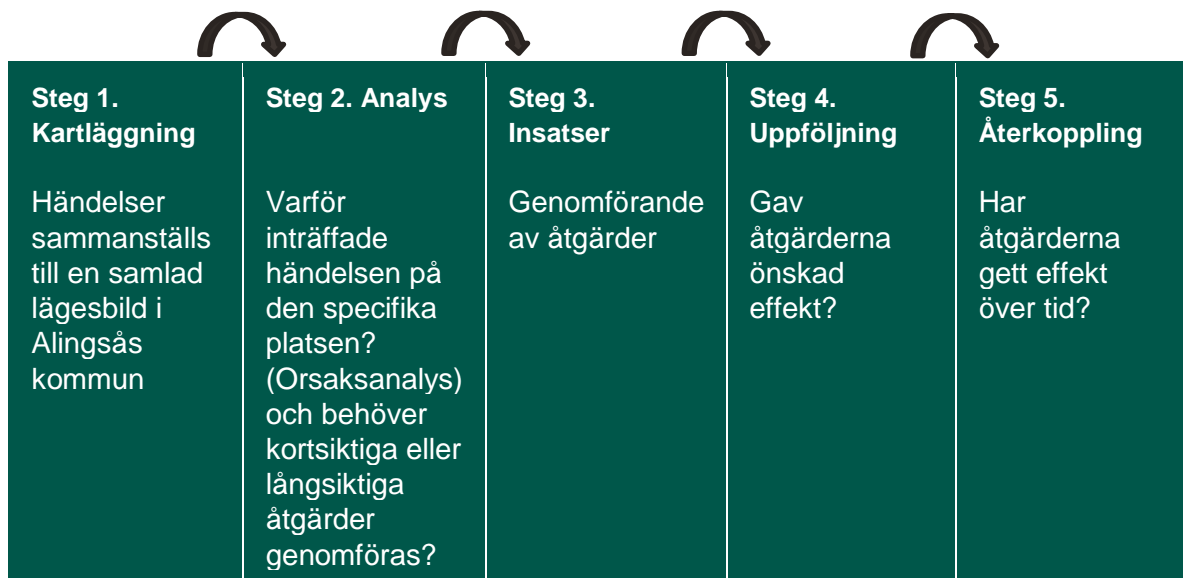 Steg 1.
Kartläggning
Händelser
sammanställs
till en samlad
lägesbild i
Alingsås
kommun
Steg 2. Analys
Varför
inträffade
händelsen på
den specifika
platsen?
(Orsaksanalys)
och behöver
kortsiktiga eller
långsiktiga
åtgärder
genomföras?
Steg 3.
Insatser
Genomförande
av åtgärder
Steg 4.
Uppföljning
Gav
åtgärderna
önskad
effekt?
Steg 5.
Återkoppling
Har
åtgärderna
gett effekt
över tid?